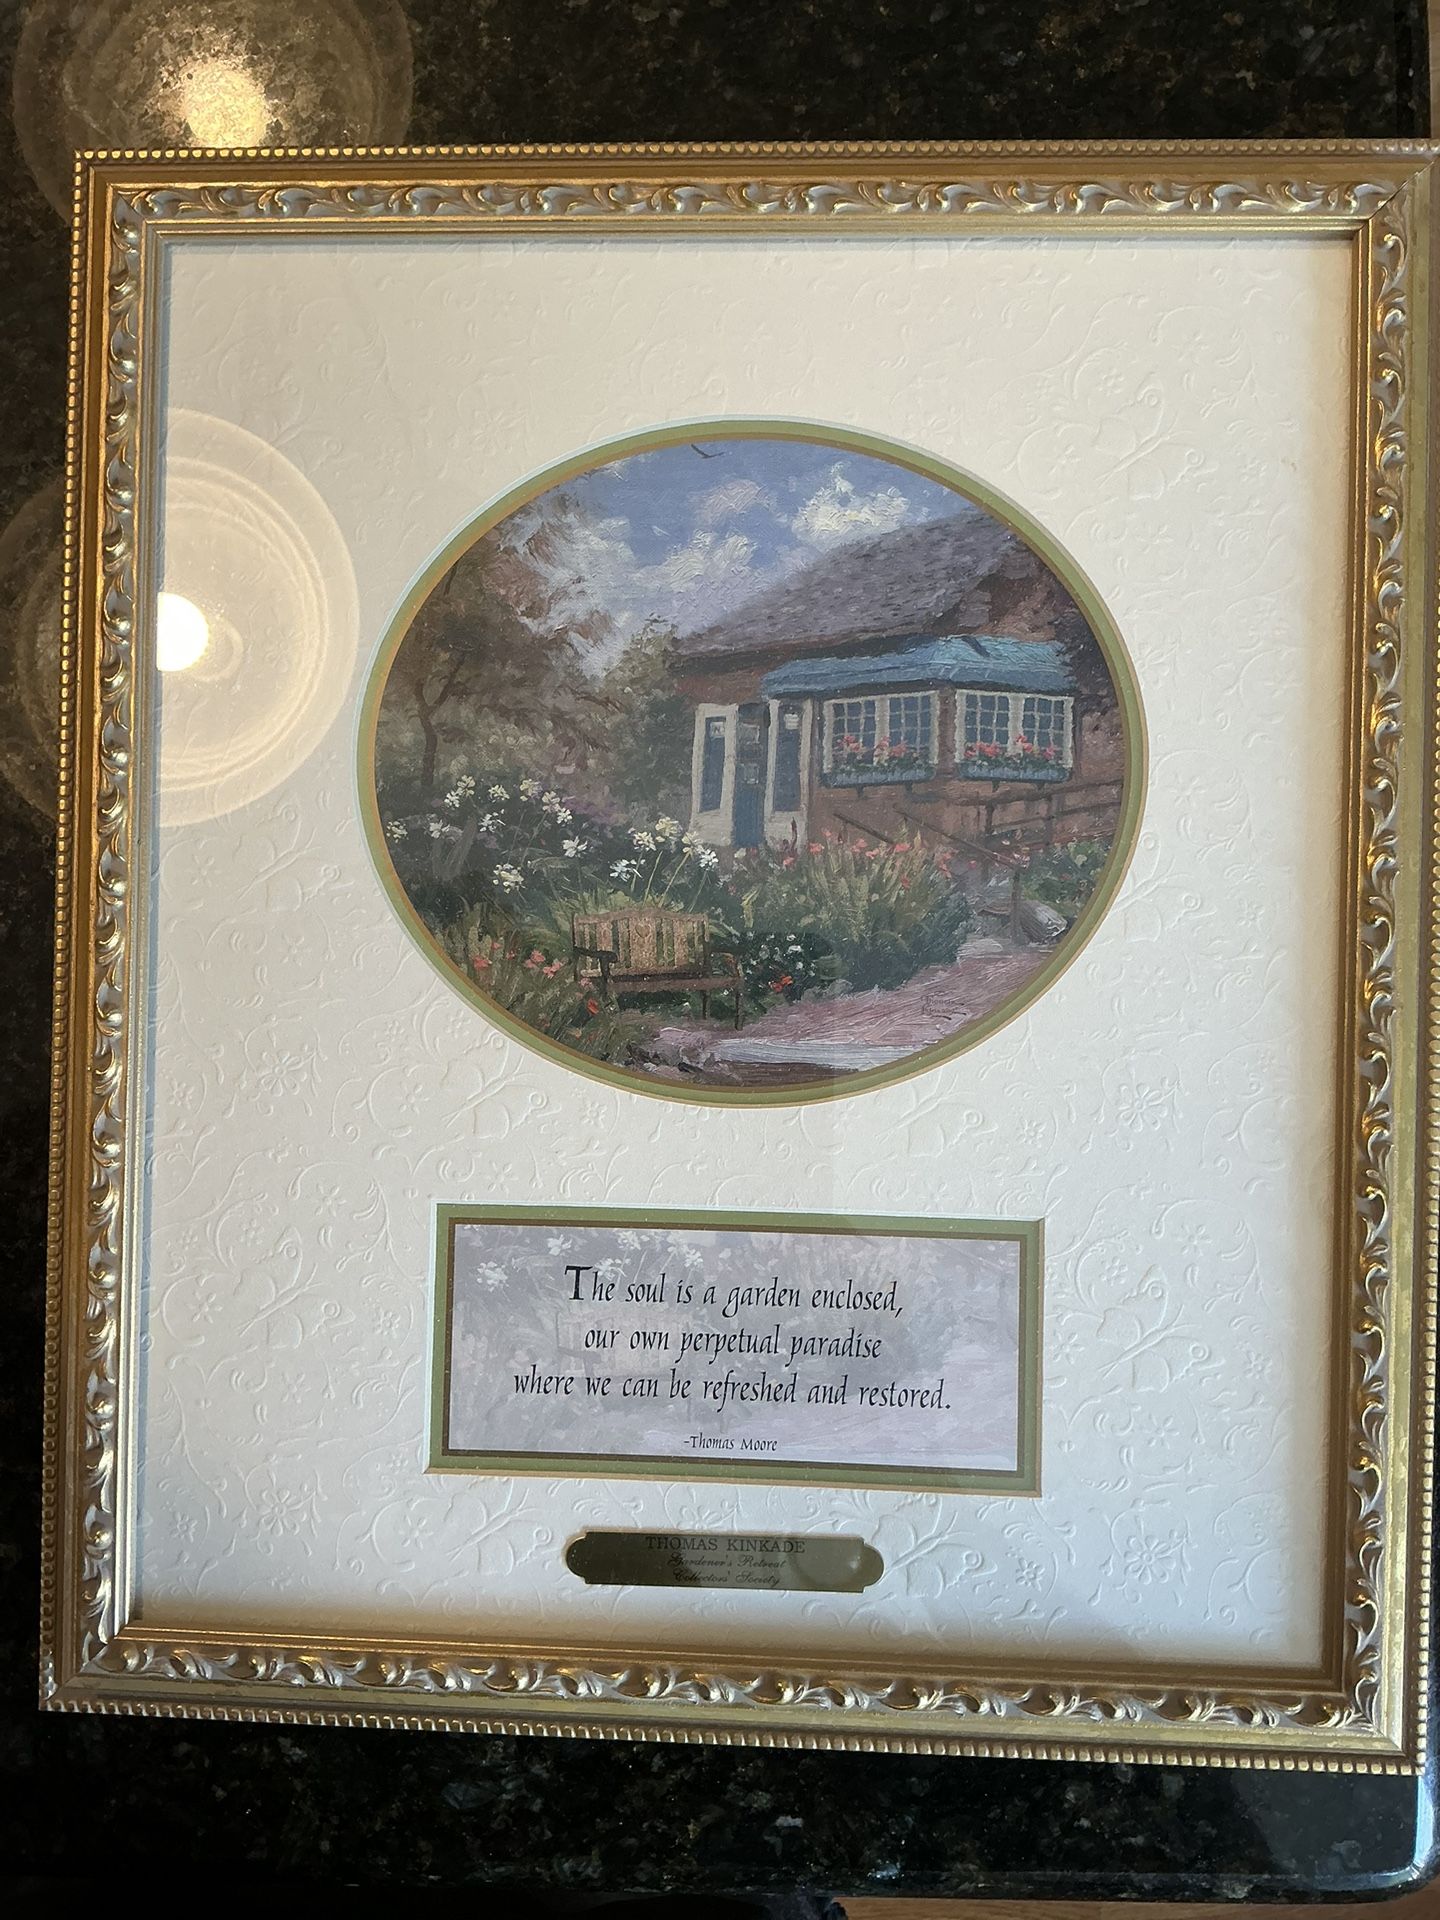 The soul is a garden enclosed,
our own perpetual paradise
where we can be refreshed and restored.
-Thomas Moore
THOMAS KINKADE
Gardener's Retreat
Collectors' Society